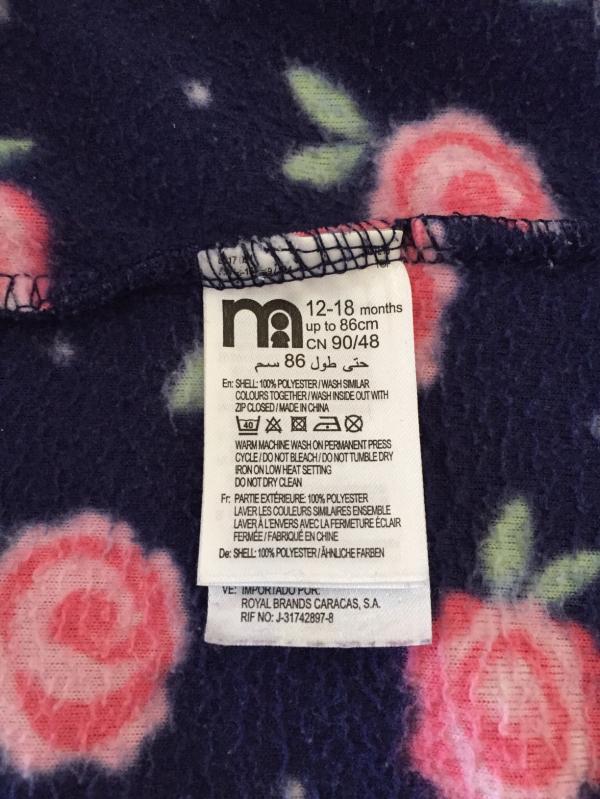 m
12-18 months
up to 86cm
CN 90/48
حتى طول 86 سم
En: SHELL: 100% POLYESTER / WASH SIMILAR
COLOURS TOGETHER / WASH INSIDE OUT WITH
ZIP CLOSED / MADE IN CHINA
40
WARM MACHINE WASH ON PERMANENT PRESS
CYCLE / DO NOT BLEACH / DO NOT TUMBLE DRY
IRON ON LOW HEAT SETTING
DO NOT DRY CLEAN
Fr: PARTIE EXTÉRIEURE: 100% POLYESTER
LAVER LES COULEURS SIMILAIRES ENSEMBLE
LAVER À L'ENVERS AVEC LA FERMETURE ÉCLAIR
FERMÉE / FABRIQUÉ EN CHINE
De: SHELL: 100% POLYESTER / ÄHNLICHE FARBEN
VE: IMPORTADO POR:
ROYAL BRANDS CARACAS, S.A.
RIF NO: J-31742897-8